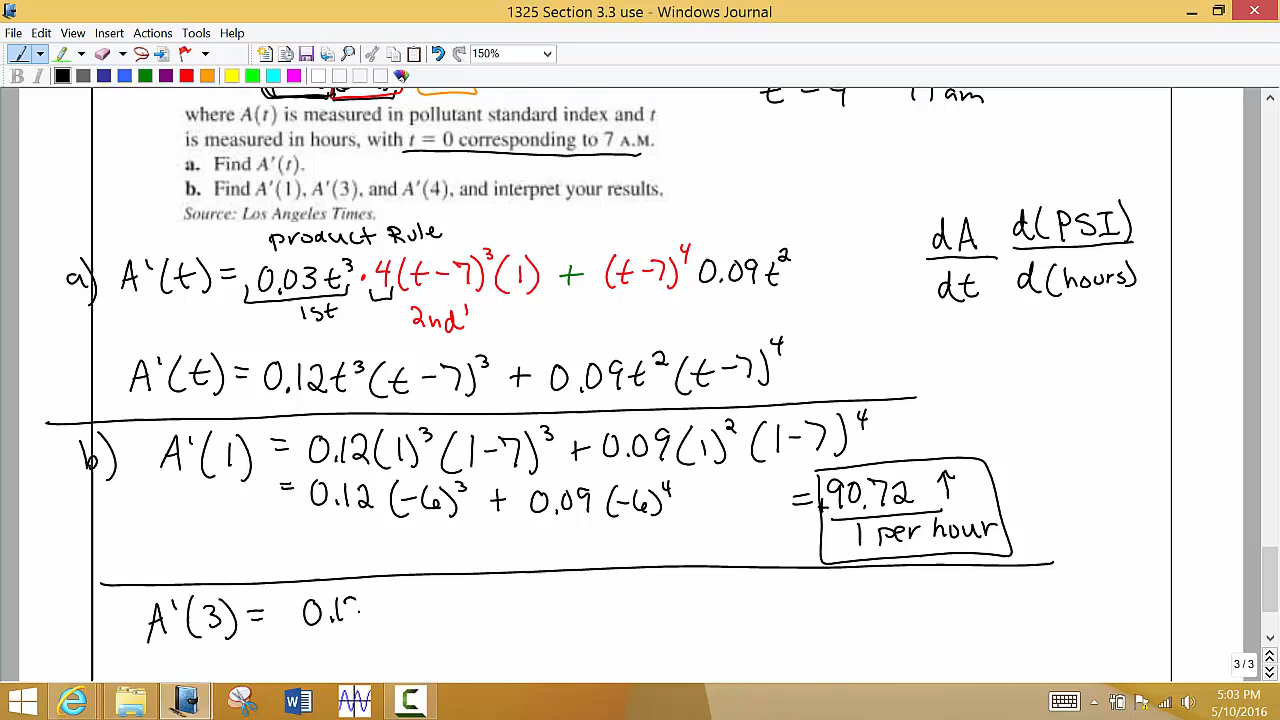 1325 Section 3.3 use - Windows Journal
File Edit View Insert Actions Tools Help
150%
B I
t = 4 11am
where A(t) is measured in pollutant standard index and t
is measured in hours, with t = 0 corresponding to 7 A.M.
a. Find A′(t).
b. Find A′(1), A′(3), and A′(4), and interpret your results.
Source: Los Angeles Times.
product Rule
a) A'(t) = 0.03t³ · 4(t-7)³(1) + (t-7)⁴ 0.09t²
1st
2nd'
dA d(PSI)
dt d(hours)
A'(t) = 0.12t³(t-7)³ + 0.09t²(t-7)⁴
b) A'(1) = 0.12(1)³(1-7)³ + 0.09(1)²(1-7)⁴
= 0.12(-6)³ + 0.09(-6)⁴ = +90.72 ↑
1 per hour
A'(3) = 0.1
3 / 3
5:03 PM
5/10/2016